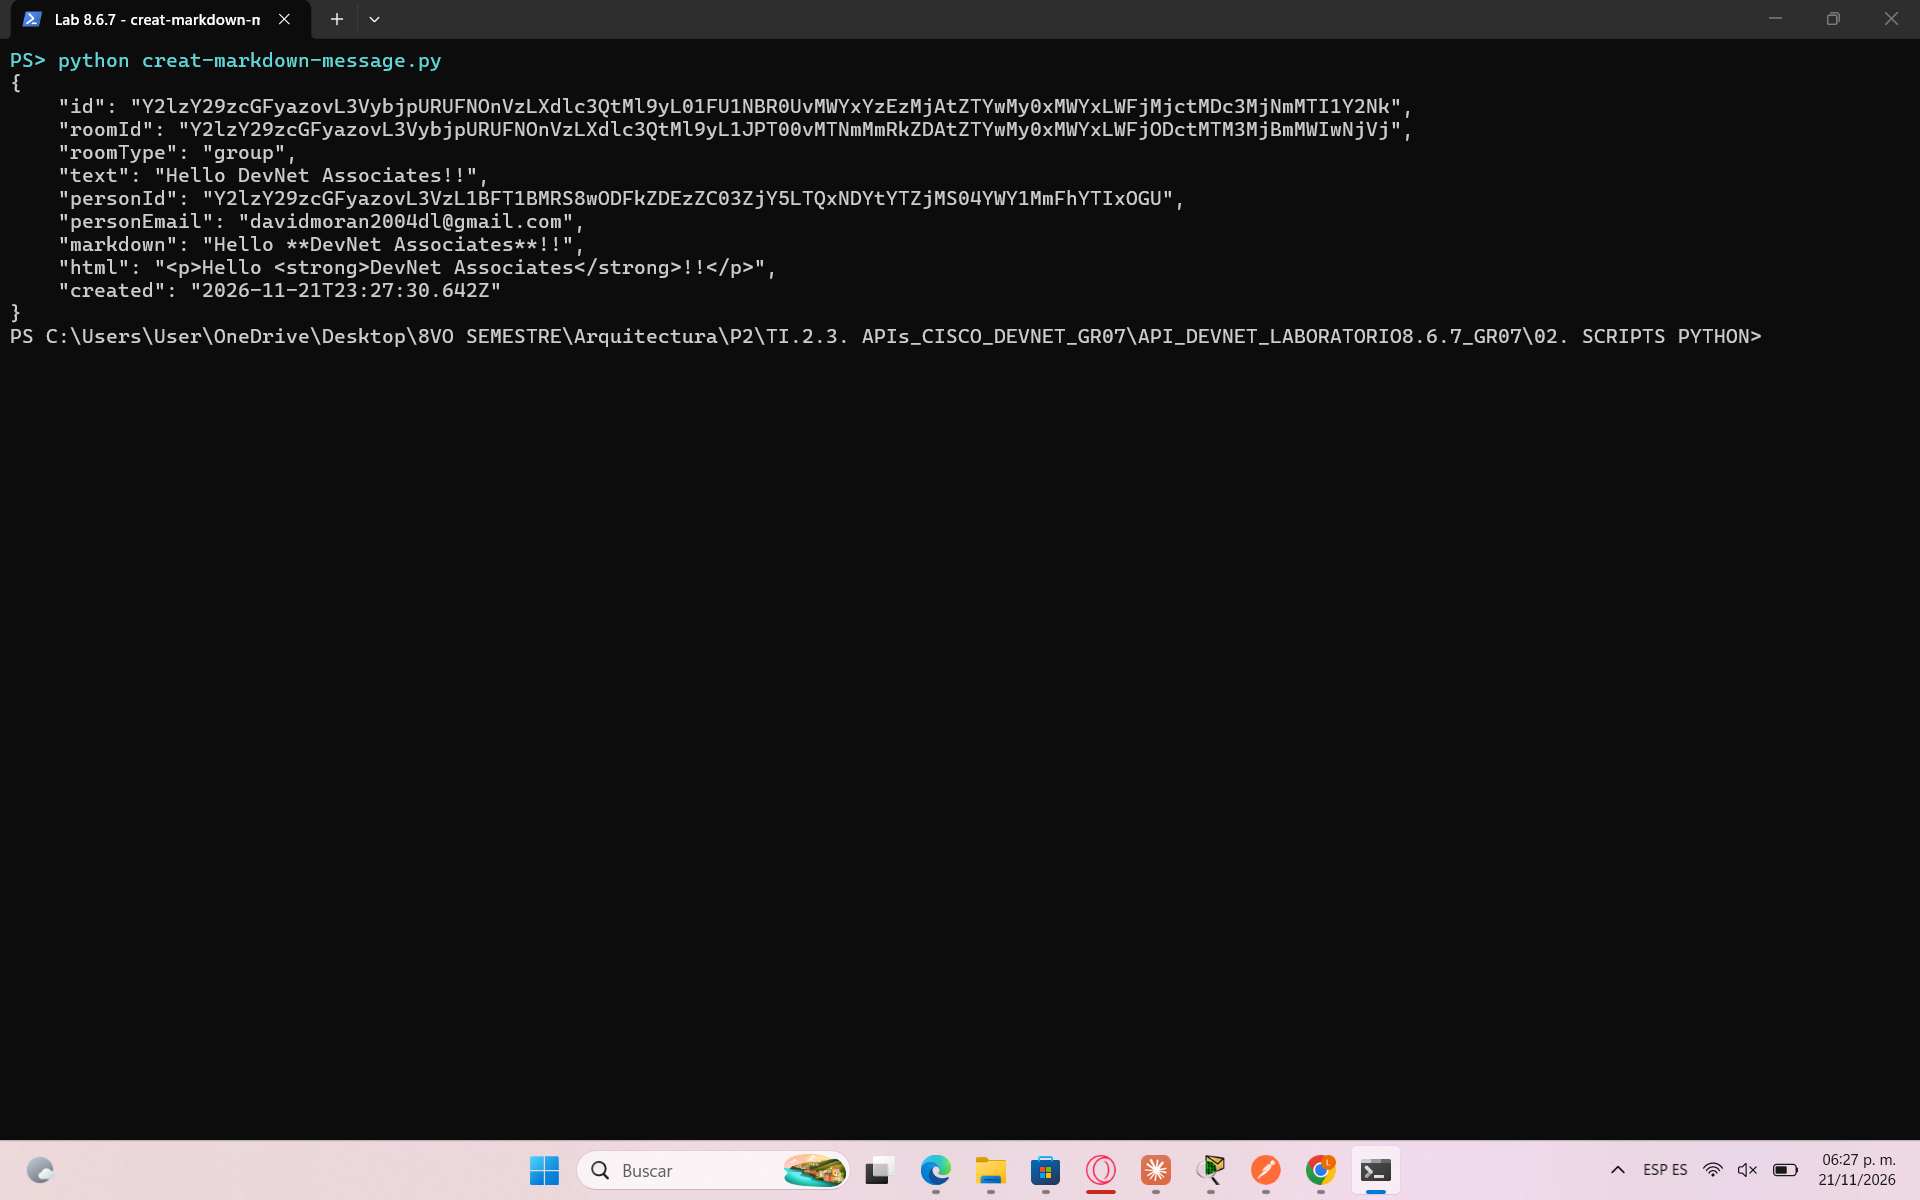 Lab 8.6.7 - creat-markdown-m
PS> python creat-markdown-message.py
{
    "id": "Y2lzY29zcGFyazovL3VybjpURUFNOnVzLXdlc3QtMl9yL01FU1NBR0UvMWYxYzEzMjAtZTYwMy0xMWYxLWFjMjctMDc3MjNmMTI1Y2Nk",
    "roomId": "Y2lzY29zcGFyazovL3VybjpURUFNOnVzLXdlc3QtMl9yL1JPT00vMTNmMmRkZDAtZTYwMy0xMWYxLWFjODctMTM3MjBmMWIwNjVj",
    "roomType": "group",
    "text": "Hello DevNet Associates!!",
    "personId": "Y2lzY29zcGFyazovL3VzL1BFT1BMRS8wODFkZDEzZC03ZjY5LTQxNDYtYTZjMS04YWY1MmFhYTIxOGU",
    "personEmail": "davidmoran2004dl@gmail.com",
    "markdown": "Hello **DevNet Associates**!!",
    "html": "<p>Hello <strong>DevNet Associates</strong>!!</p>",
    "created": "2026-11-21T23:27:30.642Z"
}
PS C:\Users\User\OneDrive\Desktop\8VO SEMESTRE\Arquitectura\P2\TI.2.3. APIs_CISCO_DEVNET_GR07\API_DEVNET_LABORATORIO8.6.7_GR07\02. SCRIPTS PYTHON>
Buscar
ESP ES
06:27 p. m.
21/11/2026